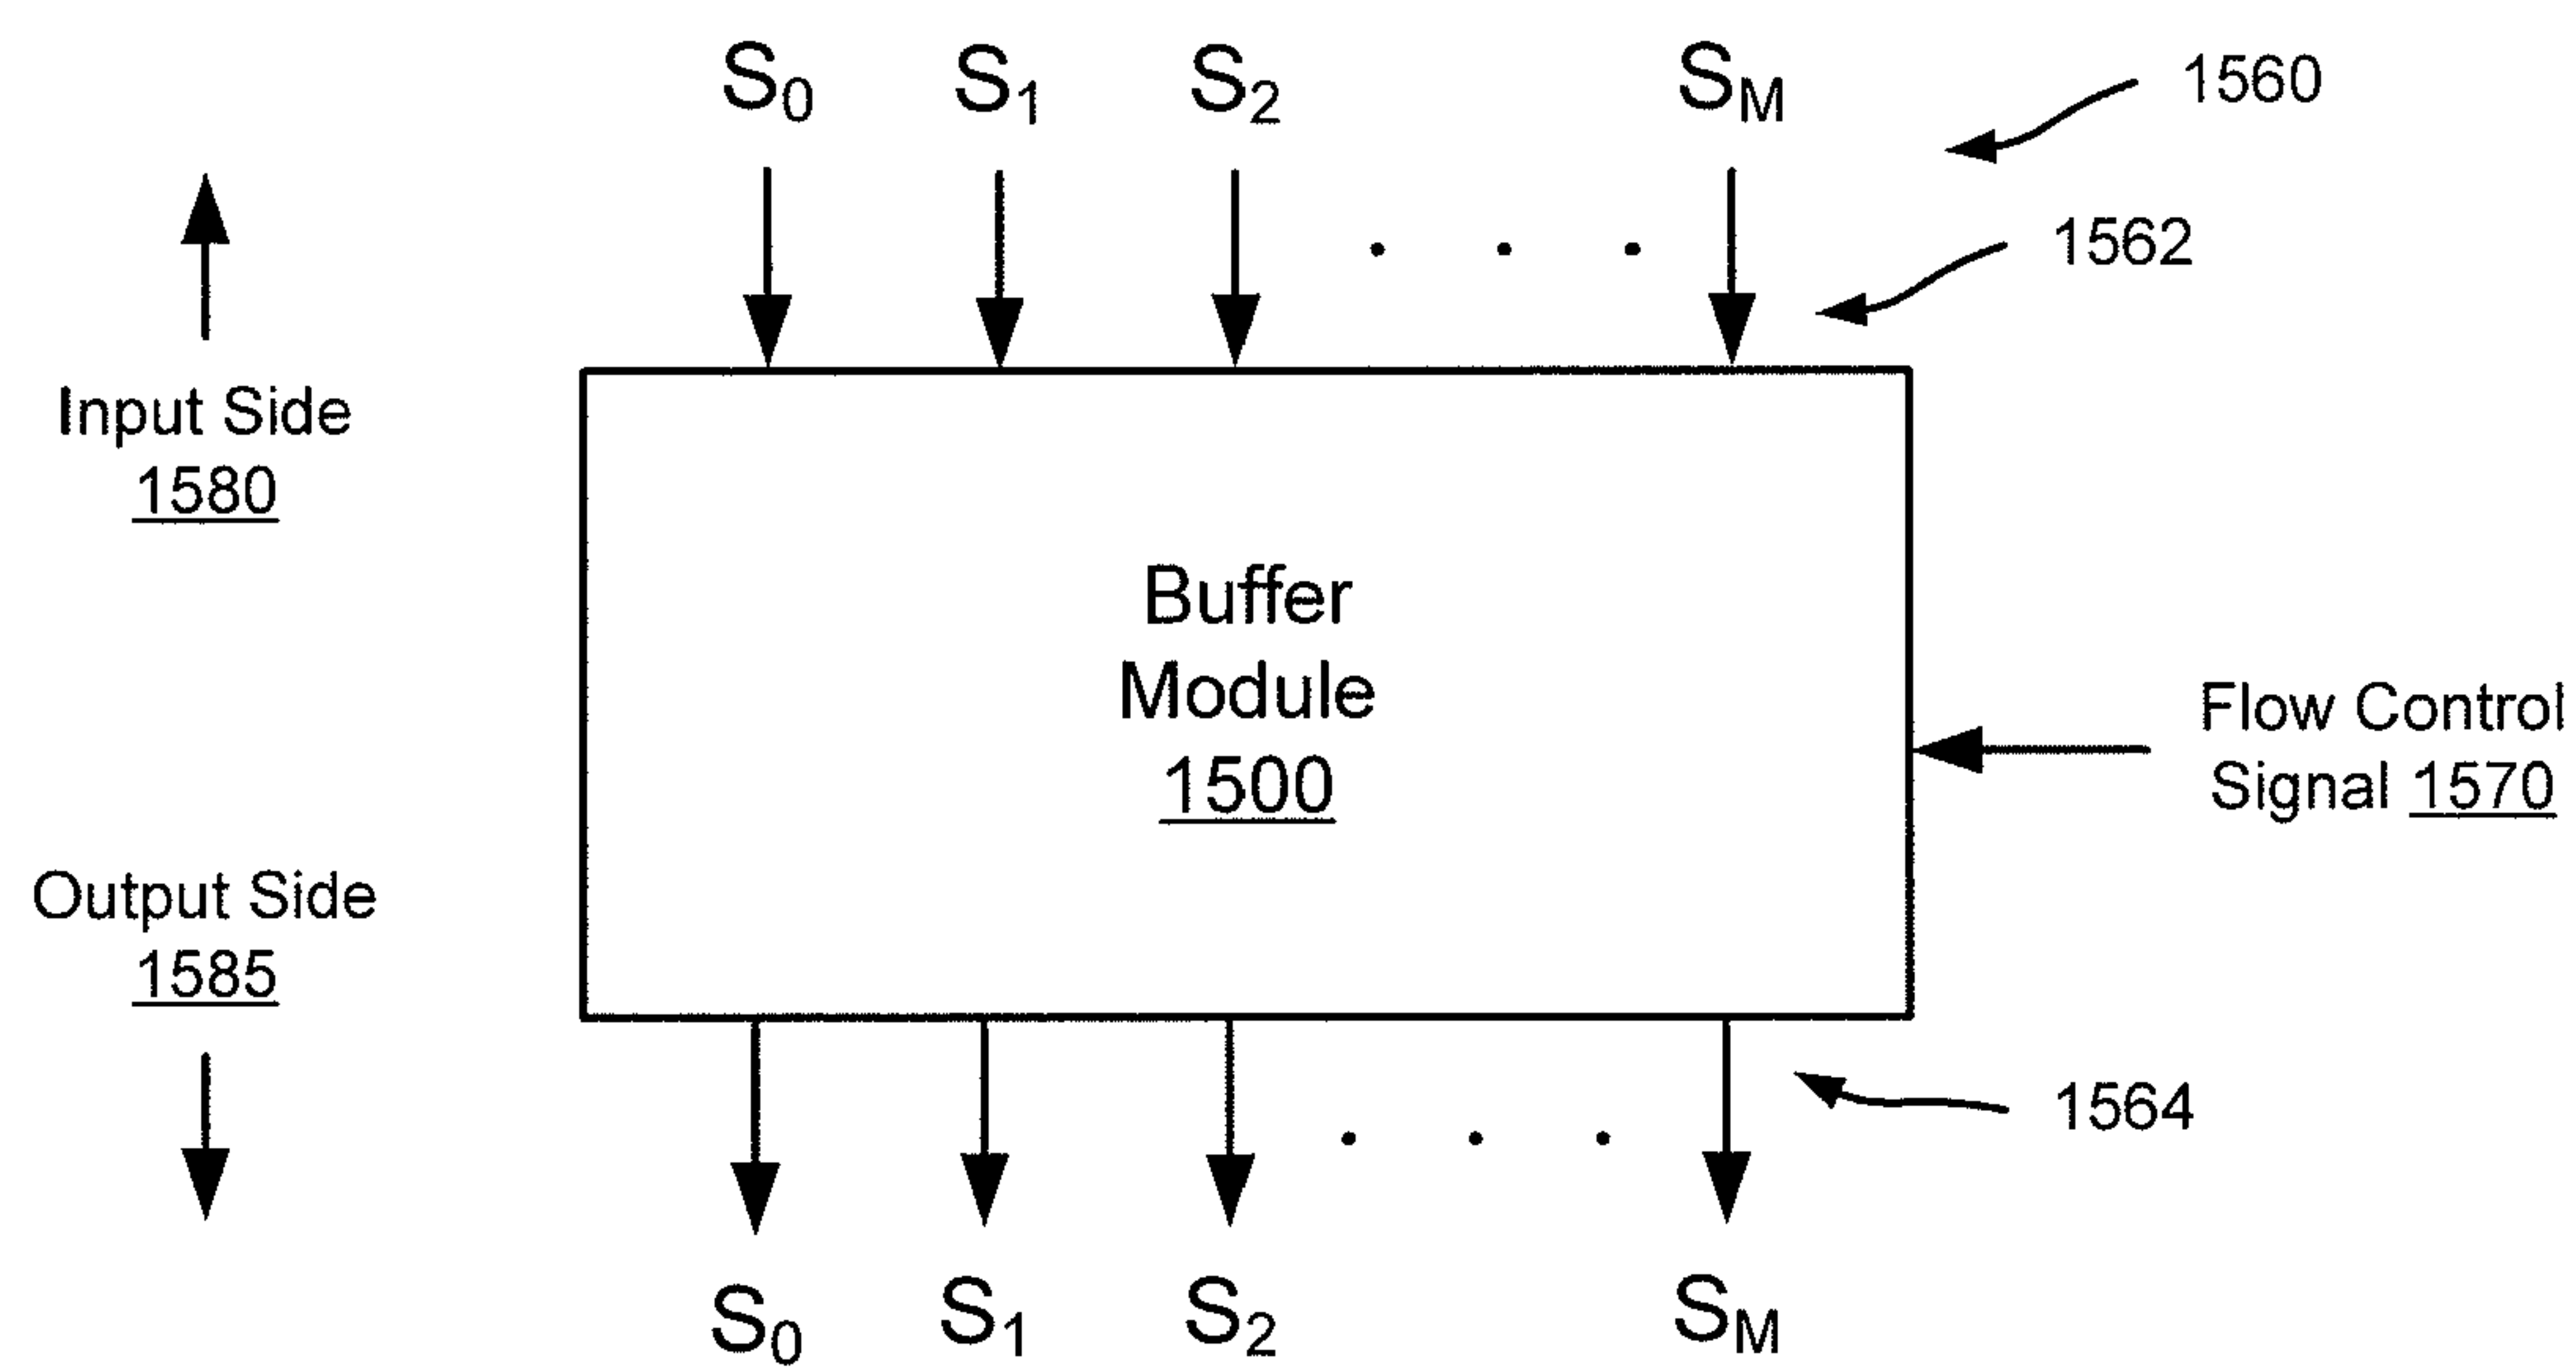 S0 S1 S2 SM 1560
1562
Input Side
1580
Buffer
Module
1500
Flow Control
Signal 1570
Output Side
1585
1564
S0 S1 S2 SM